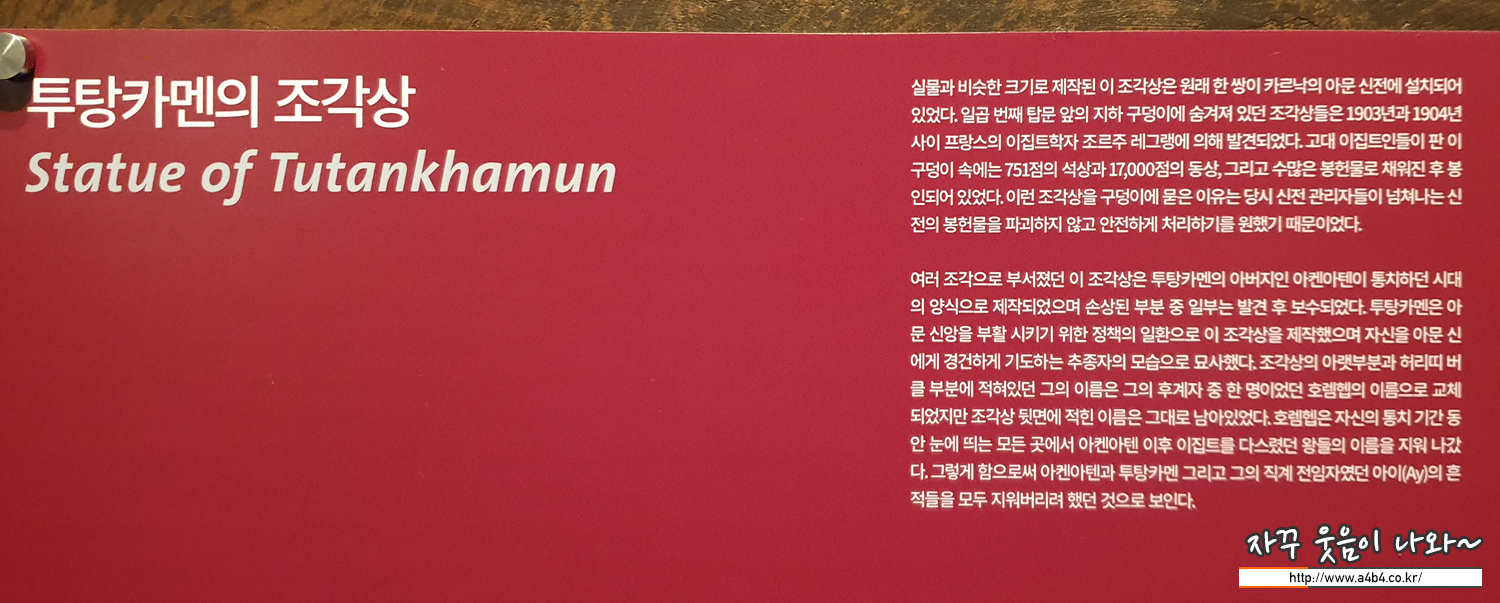 투탕카멘의 조각상
Statue of Tutankhamun
실물과 비슷한 크기로 제작된 이 조각상은 원래 한 쌍이 카르낙의 아문 신전에 설치되어
있었다. 일곱 번째 탑문 앞의 지하 구덩이에 숨겨져 있던 조각상들은 1903년과 1904년
사이 프랑스의 이집트학자 조르주 레그랭에 의해 발견되었다. 고대 이집트인들이 판 이
구덩이 속에는 751점의 석상과 17,000점의 동상, 그리고 수많은 봉헌물로 채워진 후 봉
인되어 있었다. 이런 조각상을 구덩이에 묻은 이유는 당시 신전 관리자들이 넘쳐나는 신
전의 봉헌물을 파괴하지 않고 안전하게 처리하기를 원했기 때문이었다.
여러 조각으로 부서졌던 이 조각상은 투탕카멘의 아버지인 아켄아텐이 통치하던 시대
의 양식으로 제작되었으며 손상된 부분 중 일부는 발견 후 보수되었다. 투탕카멘은 아
문 신앙을 부활 시키기 위한 정책의 일환으로 이 조각상을 제작했으며 자신을 아문 신
에게 경건하게 기도하는 추종자의 모습으로 묘사했다. 조각상의 아랫부분과 허리띠 버
클 부분에 적혀있던 그의 이름은 그의 후계자 중 한 명이었던 호렘헵의 이름으로 교체
되었지만 조각상 뒷면에 적힌 이름은 그대로 남아있었다. 호렘헵은 자신의 통치 기간 동
안 눈에 띄는 모든 곳에서 아켄아텐 이후 이집트를 다스렸던 왕들의 이름을 지워 나갔
다. 그렇게 함으로써 아켄아텐과 투탕카멘 그리고 그의 직계 전임자였던 아이(Ay)의 흔
적들을 모두 지워버리려 했던 것으로 보인다.
자꾸 웃음이 나와~
http://www.a4b4.co.kr/